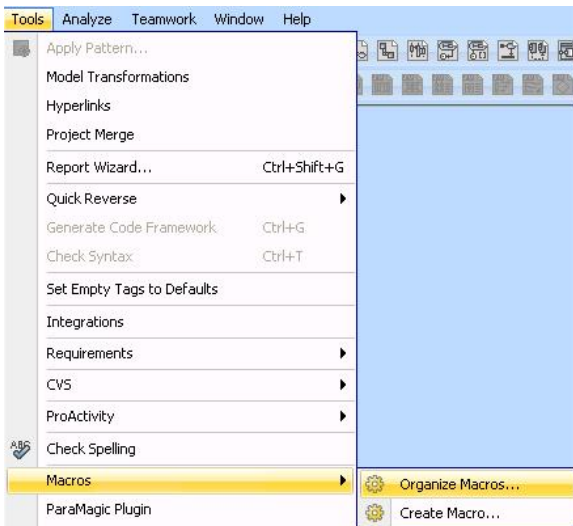 Tools Analyze Teamwork Window Help
Apply Pattern...
Model Transformations
Hyperlinks
Project Merge
Report Wizard... Ctrl+Shift+G
Quick Reverse
Generate Code Framework Ctrl+G
Check Syntax Ctrl+T
Set Empty Tags to Defaults
Integrations
Requirements
CVS
ProActivity
ABC Check Spelling
Macros Organize Macros...
ParaMagic Plugin Create Macro...